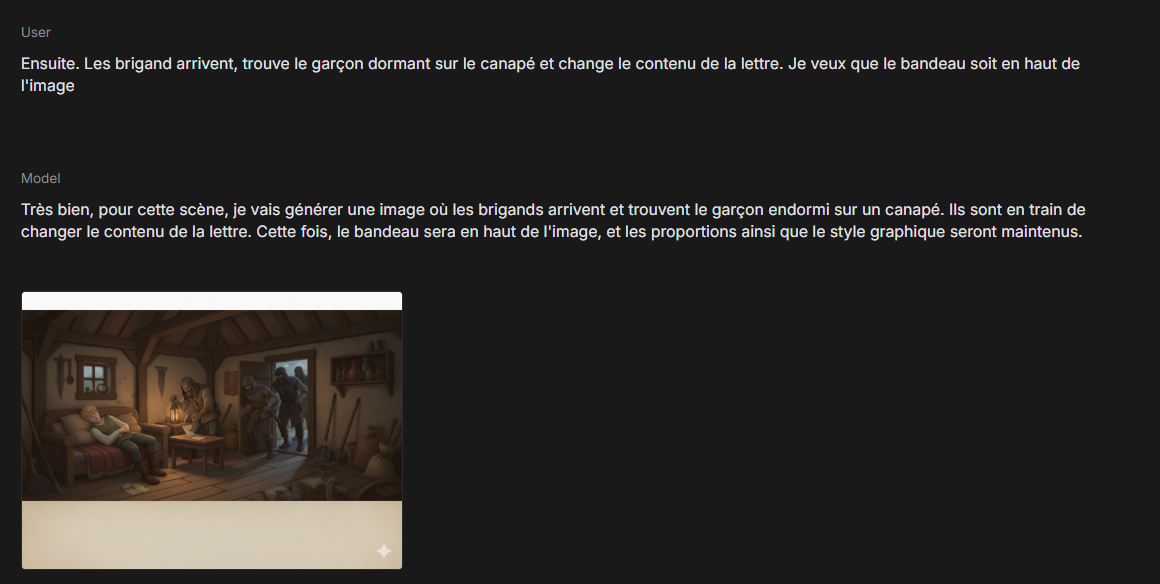 User
Ensuite. Les brigand arrivent, trouve le garçon dormant sur le canapé et change le contenu de la lettre. Je veux que le bandeau soit en haut de
l'image
Model
Très bien, pour cette scène, je vais générer une image où les brigands arrivent et trouvent le garçon endormi sur un canapé. Ils sont en train de
changer le contenu de la lettre. Cette fois, le bandeau sera en haut de l'image, et les proportions ainsi que le style graphique seront maintenus.